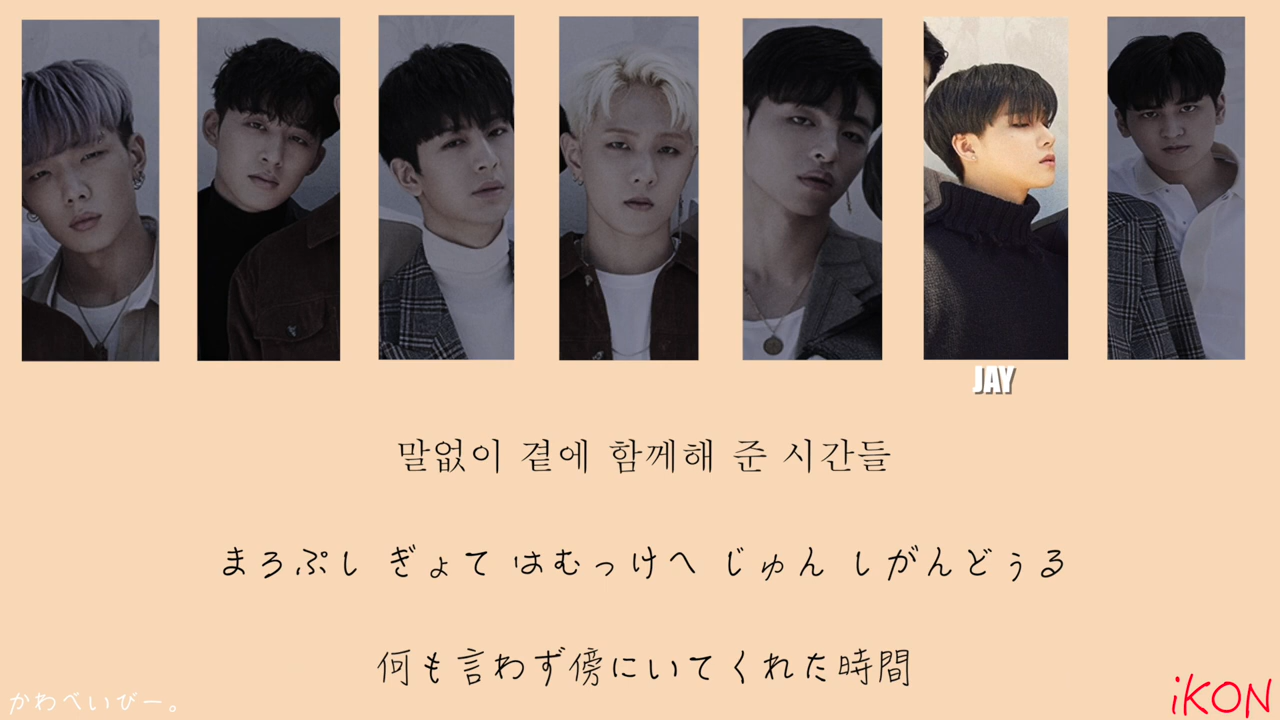 JAY
말없이 곁에 함께해 준 시간들
まろぷし ぎょて はむっけへ じゅん しがんどぅる
何も言わず傍にいてくれた時間
かわべいびー。
iKON